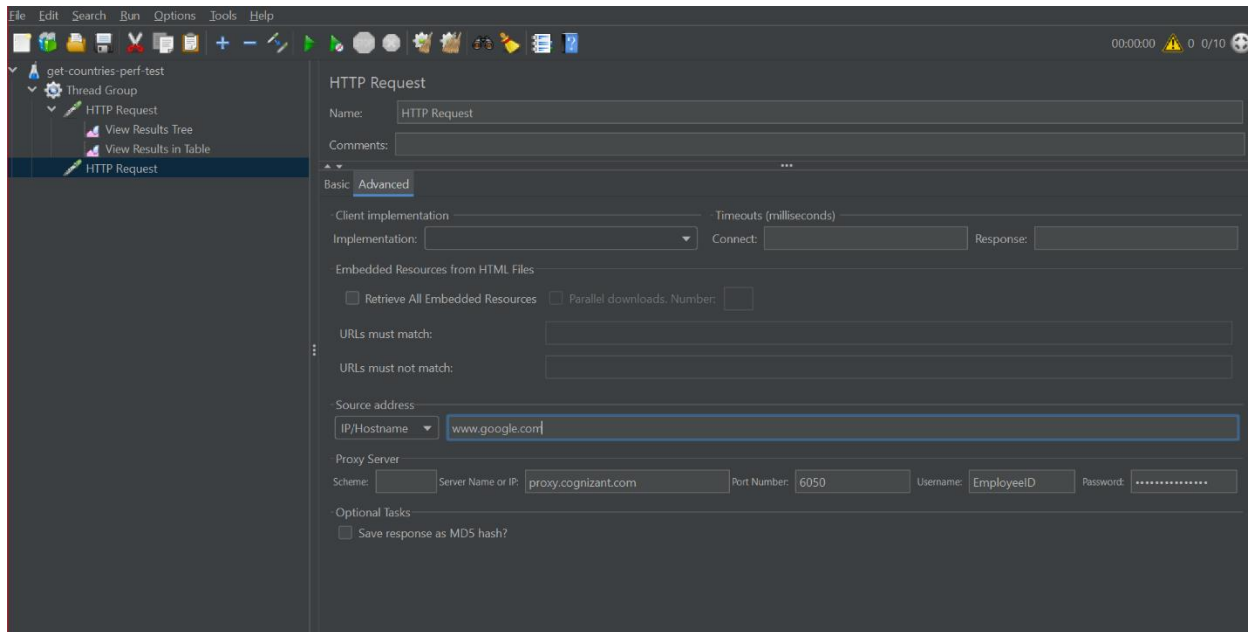 File Edit Search Run Options Tools Help
00:00:00 0 0/10
get-countries-perf-test
Thread Group
HTTP Request
View Results Tree
View Results in Table
HTTP Request
HTTP Request
Name: HTTP Request
Comments:
Basic Advanced
Client implementation Timeouts (milliseconds)
Implementation: Connect: Response:
Embedded Resources from HTML Files
Retrieve All Embedded Resources Parallel downloads. Number:
URLs must match:
URLs must not match:
Source address
IP/Hostname www.google.com
Proxy Server
Scheme: Server Name or IP: proxy.cognizant.com Port Number: 6050 Username: EmployeeID Password: •••••••••••••••
Optional Tasks
Save response as MD5 hash?